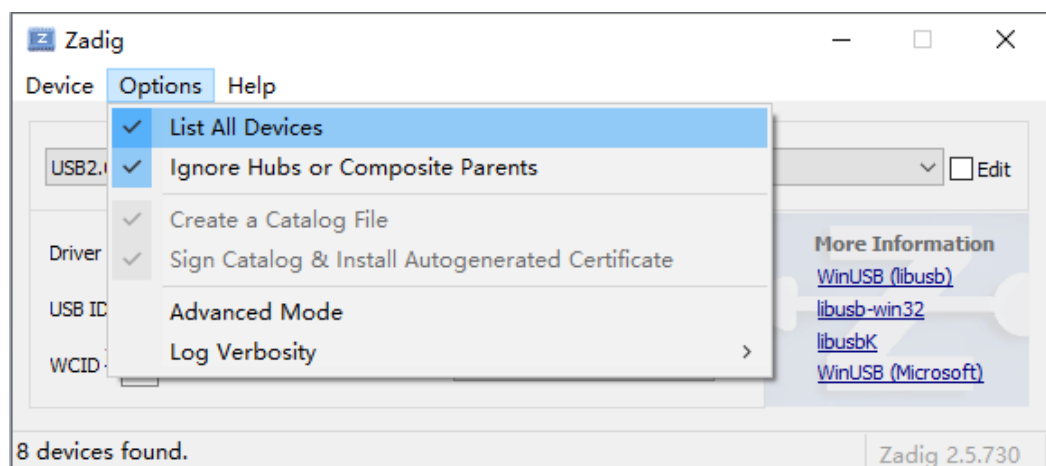 Zadig
Device Options Help
List All Devices
USB2. Ignore Hubs or Composite Parents Edit
Create a Catalog File
Driver Sign Catalog & Install Autogenerated Certificate
More Information
WinUSB (libusb)
USB ID Advanced Mode libusb-win32
Log Verbosity libusbK
WCID WinUSB (Microsoft)
8 devices found. Zadig 2.5.730